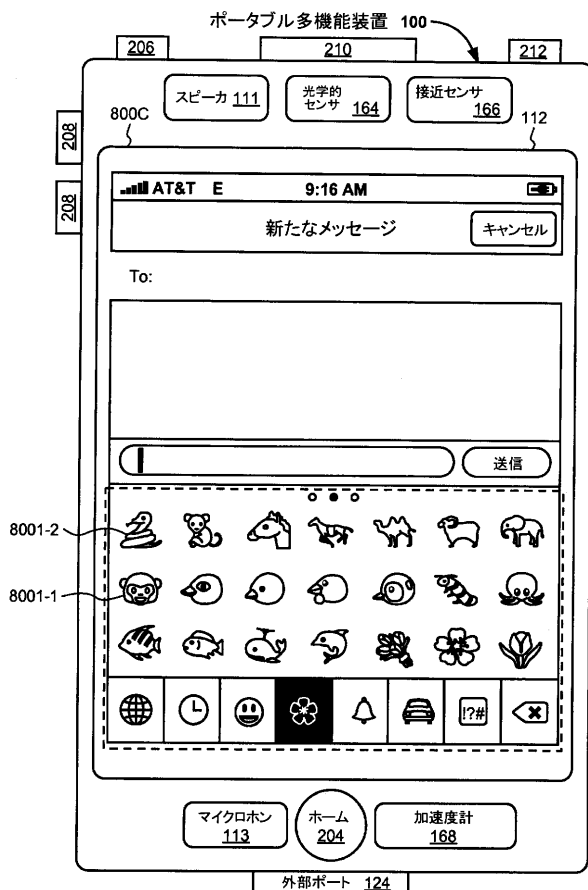 ポータブル多機能装置 100
206
210
212
スピーカ 111
光学的
センサ 164
接近センサ
166
800C
112
208
208
AT&T E 9:16 AM
新たなメッセージ
キャンセル
To:
送信
8001-2
8001-1
!?#
マイクロホン
113
ホーム
204
加速度計
168
外部ポート 124